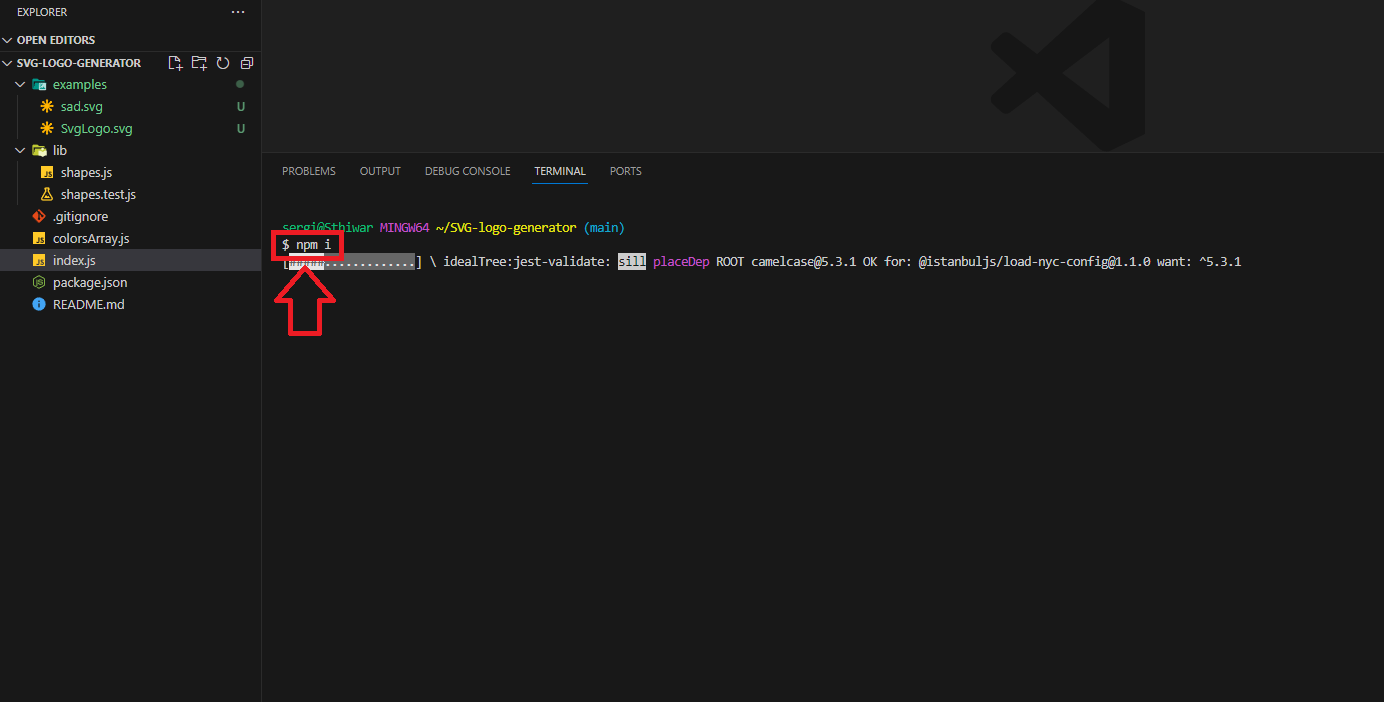 EXPLORER
OPEN EDITORS
SVG-LOGO-GENERATOR
examples
sad.svg U
SvgLogo.svg U
lib
shapes.js
shapes.test.js
.gitignore
colorsArray.js
index.js
package.json
README.md
PROBLEMS OUTPUT DEBUG CONSOLE TERMINAL PORTS
sergi@Sthiwar MINGW64 ~/SVG-logo-generator (main)
$ npm i
[#####.............] \ idealTree:jest-validate: sill placeDep ROOT camelcase@5.3.1 OK for: @istanbuljs/load-nyc-config@1.1.0 want: ^5.3.1